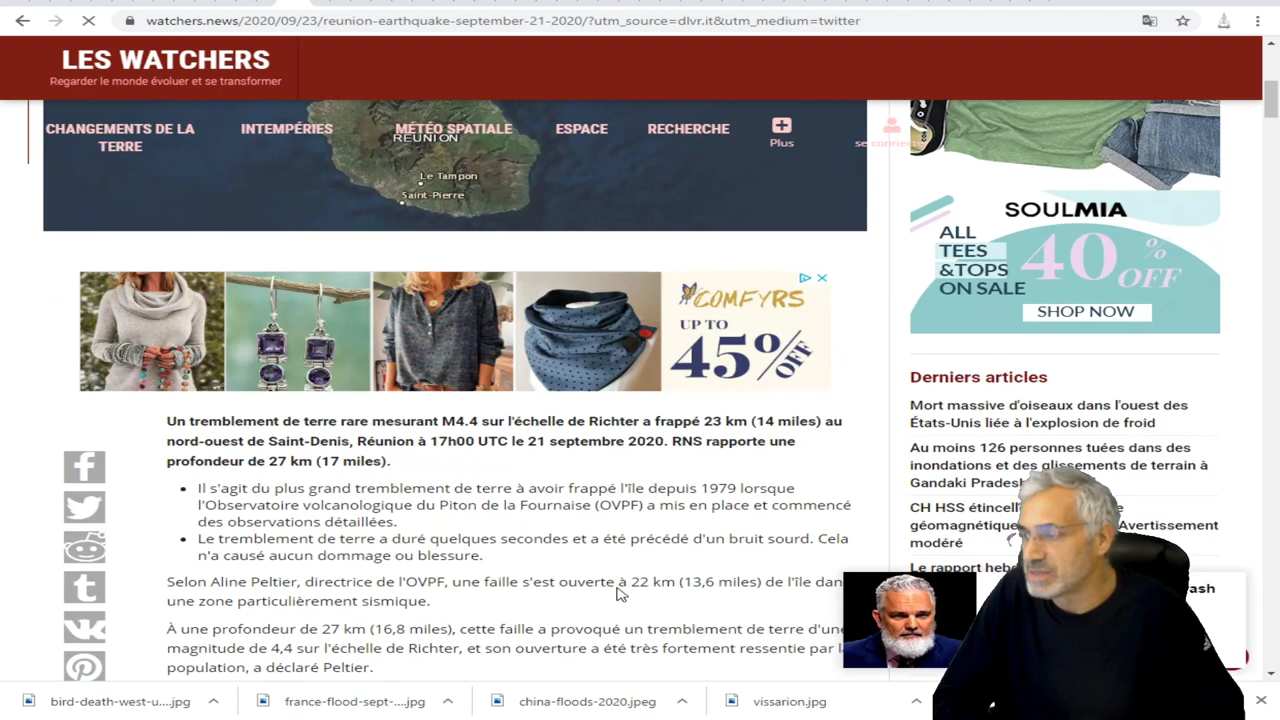 watchers.news/2020/09/23/reunion-earthquake-september-21-2020/?utm_source=dlvr.it&utm_medium=twitter
LES WATCHERS
Regarder le monde évoluer et se transformer
CHANGEMENTS DE LA
TERRE
INTEMPÉRIES
MÉTÉO SPATIALE
ESPACE
RECHERCHE
Plus
se connec
REUNION
Le Tampon
Saint-Pierre
SOULMIA
ALL
TEES
&TOPS
ON SALE
40%
OFF
SHOP NOW
COMFYRS
UP TO
45% OFF
Derniers articles
Mort massive d'oiseaux dans l'ouest des
États-Unis liée à l'explosion de froid
Au moins 126 personnes tuées dans des
inondations et des glissements de terrain à
Gandaki Prades
CH HSS étincel
géomagnétique Avertissement
modéré
Le rapport heb
ash
Un tremblement de terre rare mesurant M4.4 sur l'échelle de Richter a frappé 23 km (14 miles) au
nord-ouest de Saint-Denis, Réunion à 17h00 UTC le 21 septembre 2020. RNS rapporte une
profondeur de 27 km (17 miles).
• Il s'agit du plus grand tremblement de terre à avoir frappé l'île depuis 1979 lorsque
l'Observatoire volcanologique du Piton de la Fournaise (OVPF) a mis en place et commencé
des observations détaillées.
• Le tremblement de terre a duré quelques secondes et a été précédé d'un bruit sourd. Cela
n'a causé aucun dommage ou blessure.
Selon Aline Peltier, directrice de l'OVPF, une faille s'est ouverte à 22 km (13,6 miles) de l'île dan
une zone particulièrement sismique.
À une profondeur de 27 km (16,8 miles), cette faille a provoqué un tremblement de terre d'une
magnitude de 4,4 sur l'échelle de Richter, et son ouverture a été très fortement ressentie par la
population, a déclaré Peltier.
bird-death-west-u....jpg
france-flood-sept-....jpg
china-floods-2020.jpeg
vissarion.jpg